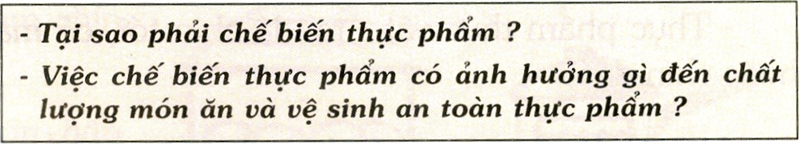 - Tại sao phải chế biến thực phẩm ?
- Việc chế biến thực phẩm có ảnh hưởng gì đến chất
lượng món ăn và vệ sinh an toàn thực phẩm ?